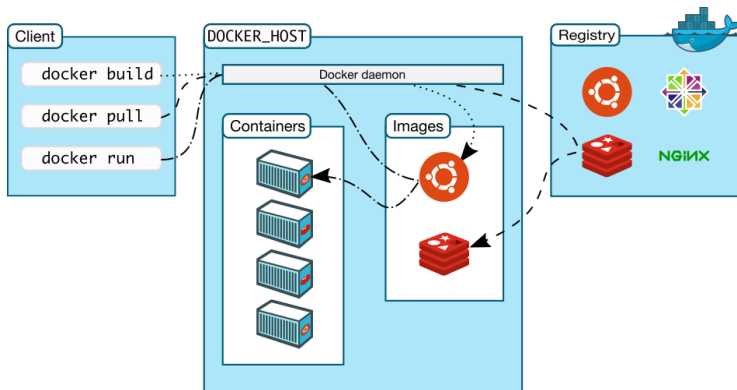 Client
docker build
docker pull
docker run
DOCKER_HOST
Docker daemon
Containers
Images
Registry
NGiNX